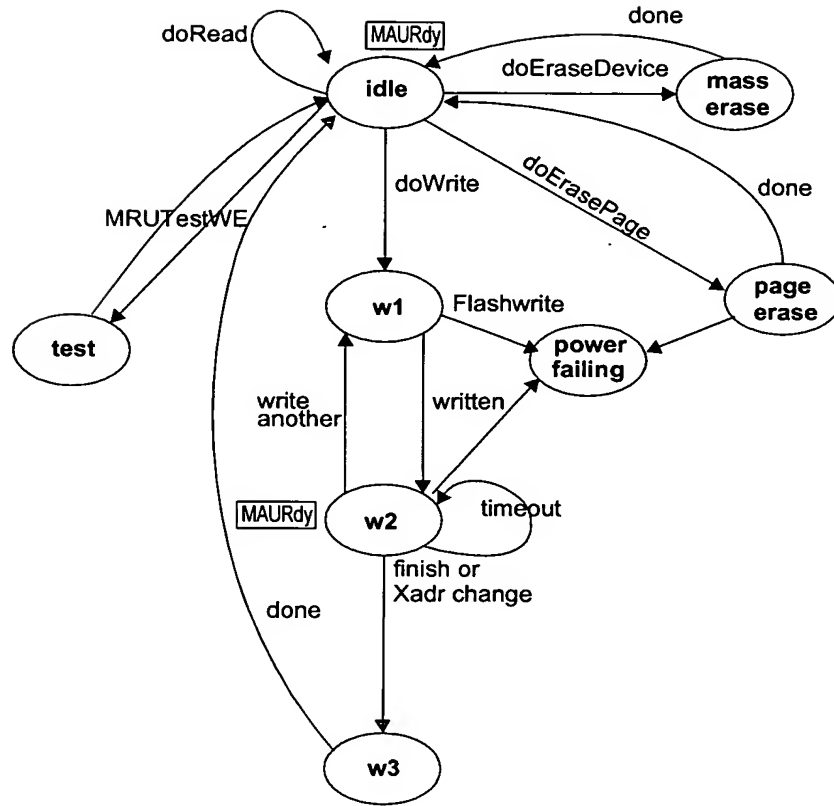 done
doRead
MAURdy
idle
doEraseDevice
mass
erase
doWrite
doErasePage
done
MRUTestWE
w1
Flashwrite
page
erase
test
power
failing
write
another
written
MAURdy
w2
timeout
finish or
Xadr change
done
w3